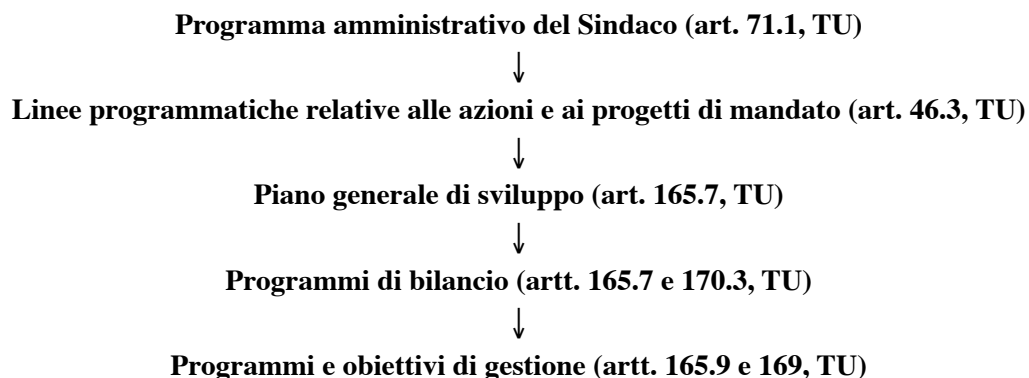 Programma amministrativo del Sindaco (art. 71.1, TU)
Linee programmatiche relative alle azioni e ai progetti di mandato (art. 46.3, TU)
Piano generale di sviluppo (art. 165.7, TU)
Programmi di bilancio (artt. 165.7 e 170.3, TU)
Programmi e obiettivi di gestione (artt. 165.9 e 169, TU)